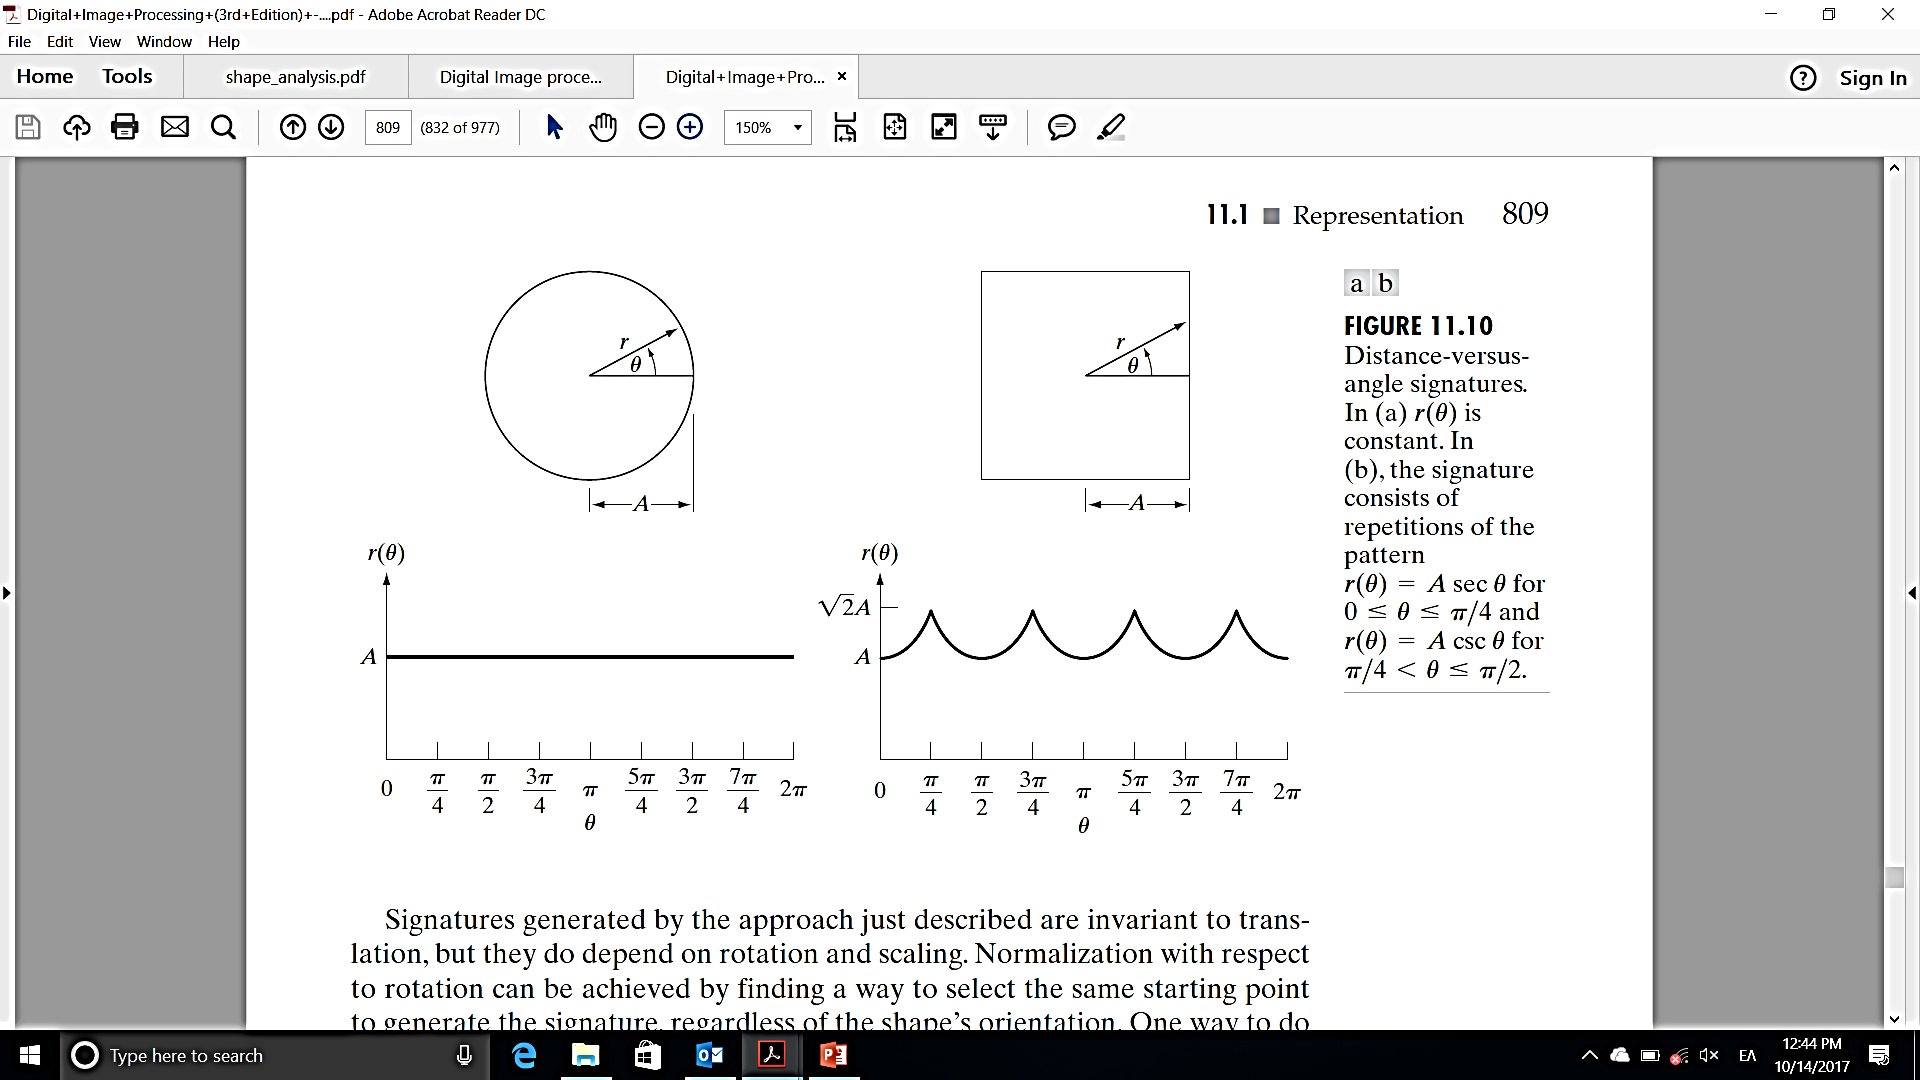 Digital+Image+Processing+(3rd+Edition)+-....pdf - Adobe Acrobat Reader DC
File Edit View Window Help
Home Tools shape_analysis.pdf Digital Image proce... Digital+Image+Pro... × ? Sign In
809 (832 of 977) 150%
11.1 ■ Representation 809
a b
FIGURE 11.10
Distance-versus-
angle signatures.
In (a) r(θ) is
constant. In
(b), the signature
consists of
repetitions of the
pattern
r(θ) = A sec θ for
0 ≤ θ ≤ π/4 and
r(θ) = A csc θ for
π/4 < θ ≤ π/2.
r
θ
A
r
θ
A
r(θ)
A
0 π/4 π/2 3π/4 π 5π/4 3π/2 7π/4 2π
θ
r(θ)
√2A
A
0 π/4 π/2 3π/4 π 5π/4 3π/2 7π/4 2π
θ
Signatures generated by the approach just described are invariant to trans-
lation, but they do depend on rotation and scaling. Normalization with respect
to rotation can be achieved by finding a way to select the same starting point
to generate the signature, regardless of the shape's orientation. One way to do
Type here to search
ΕΛ
12:44 PM
10/14/2017